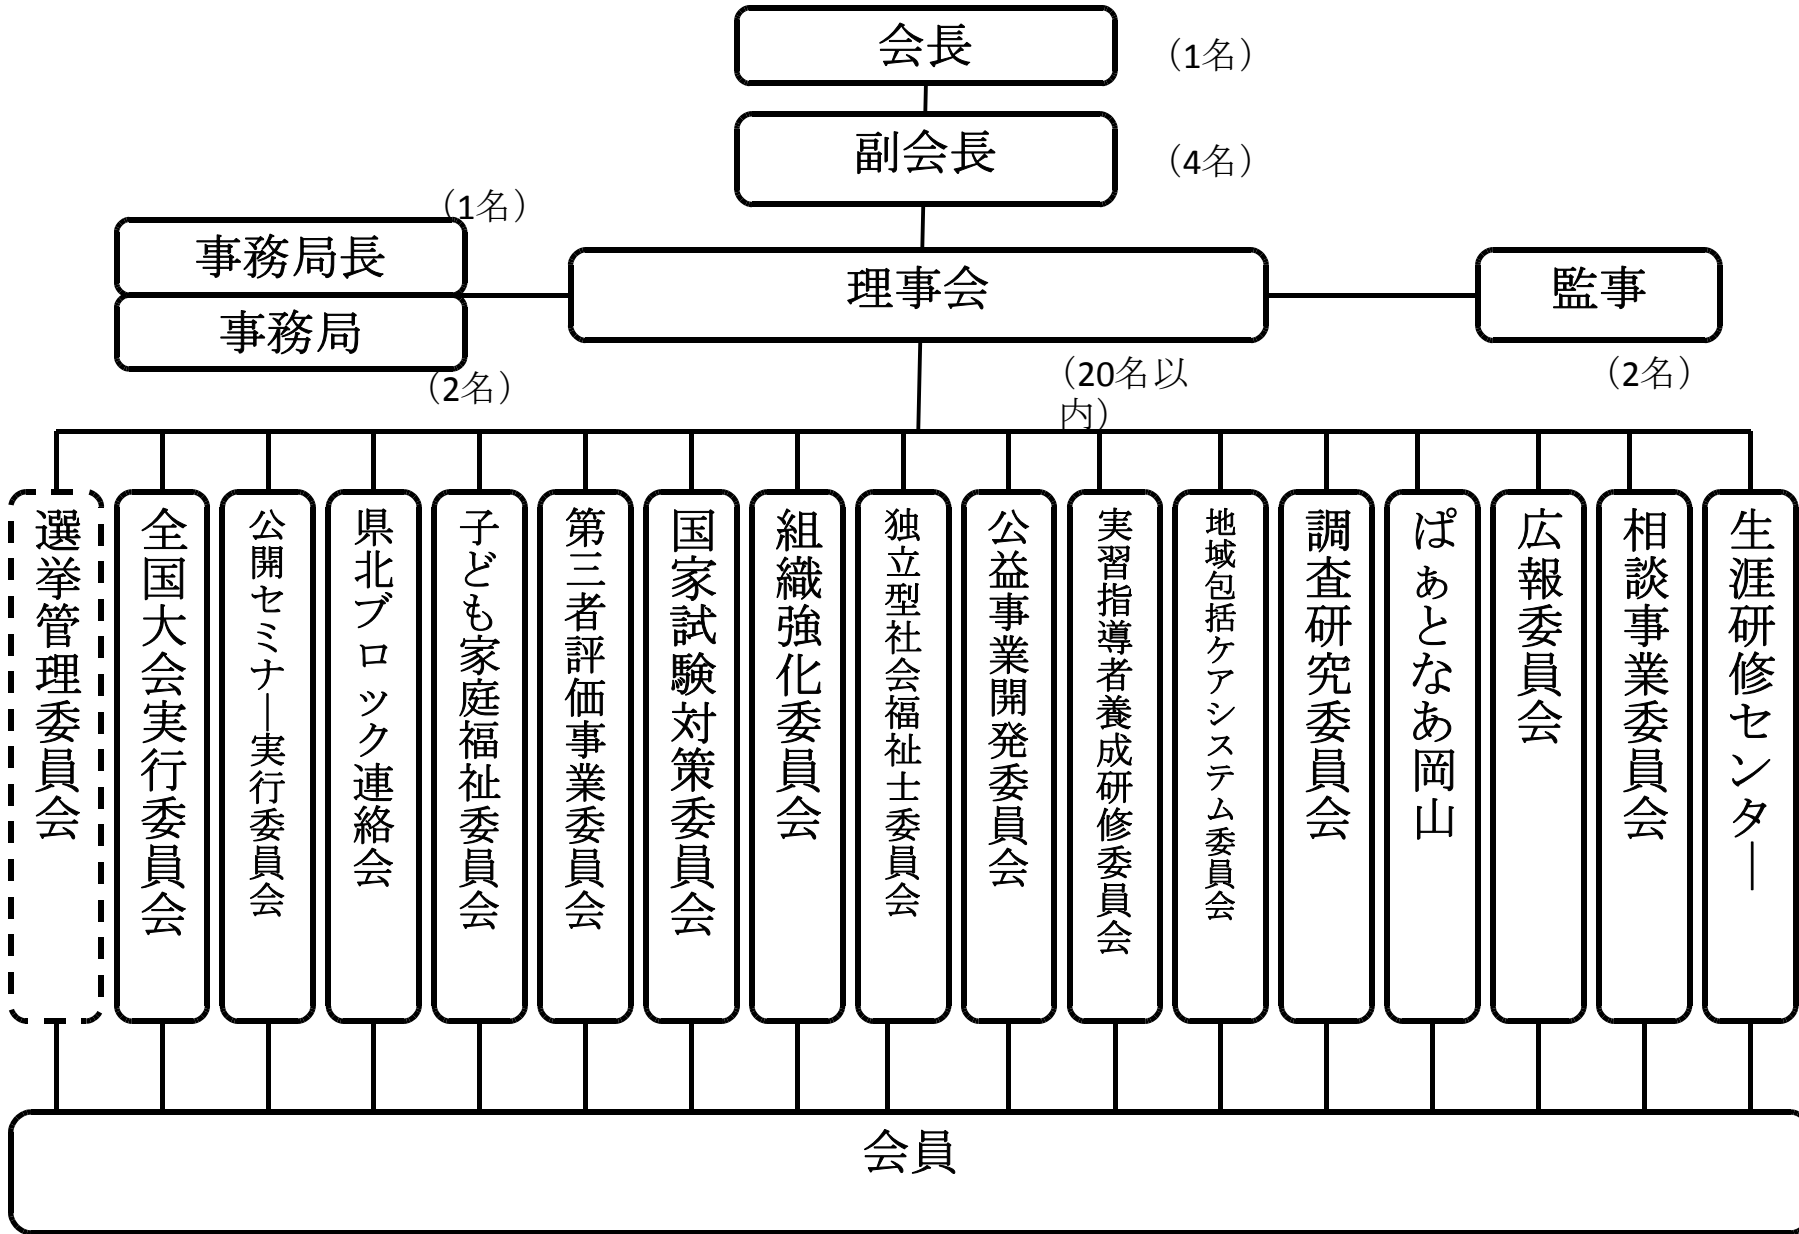 会長
（1名）
副会長
（4名）
（1名）
事務局長
事務局
（2名）
理事会
（20名以
内）
監事
（2名）
選挙管理委員会
全国大会実行委員会
公開セミナー実行委員会
県北ブロック連絡会
子ども家庭福祉委員会
第三者評価事業委員会
国家試験対策委員会
組織強化委員会
独立型社会福祉士委員会
公益事業開発委員会
実習指導者養成研修委員会
地域包括ケアシステム委員会
調査研究委員会
ぱぁとなあ岡山
広報委員会
相談事業委員会
生涯研修センター
会員